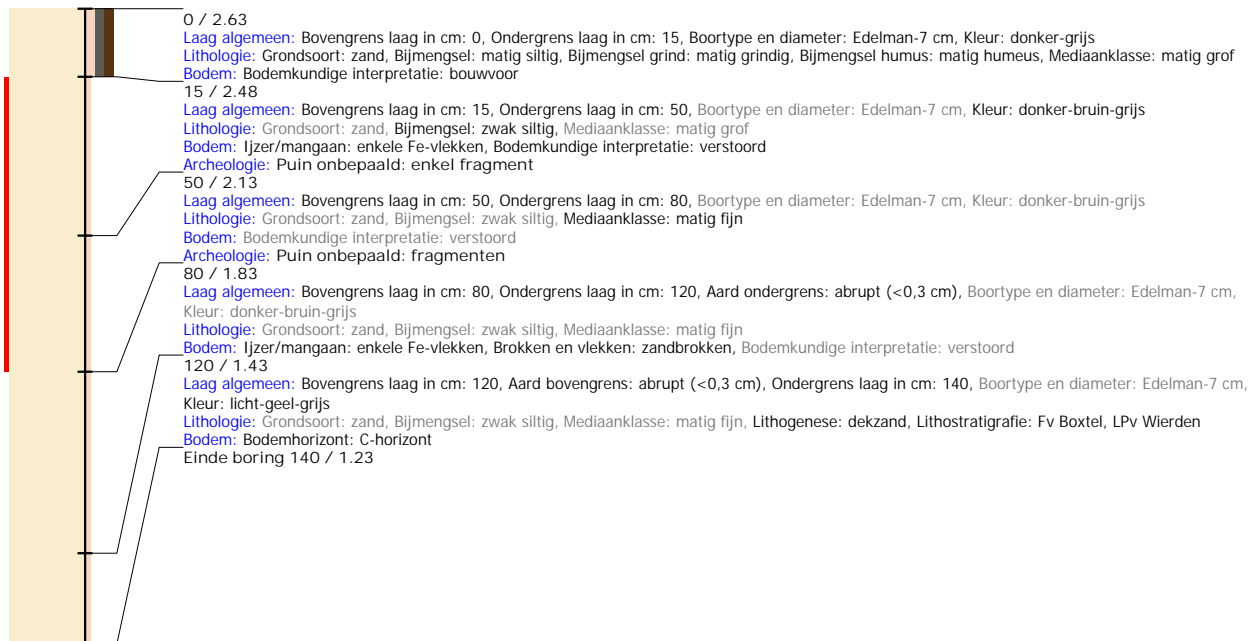 0 / 2.63
Laag algemeen: Bovengrens laag in cm: 0, Ondergrens laag in cm: 15, Boortype en diameter: Edelman-7 cm, Kleur: donker-grijs
Lithologie: Grondsoort: zand, Bijmengsel: matig siltig, Bijmengsel grind: matig grindig, Bijmengsel humus: matig humeus, Mediaanklasse: matig grof
Bodem: Bodemkundige interpretatie: bouwvoor
15 / 2.48
Laag algemeen: Bovengrens laag in cm: 15, Ondergrens laag in cm: 50, Boortype en diameter: Edelman-7 cm, Kleur: donker-bruin-grijs
Lithologie: Grondsoort: zand, Bijmengsel: zwak siltig, Mediaanklasse: matig grof
Bodem: Ijzer/mangaan: enkele Fe-vlekken, Bodemkundige interpretatie: verstoord
Archeologie: Puin onbepaald: enkel fragment
50 / 2.13
Laag algemeen: Bovengrens laag in cm: 50, Ondergrens laag in cm: 80, Boortype en diameter: Edelman-7 cm, Kleur: donker-bruin-grijs
Lithologie: Grondsoort: zand, Bijmengsel: zwak siltig, Mediaanklasse: matig fijn
Bodem: Bodemkundige interpretatie: verstoord
Archeologie: Puin onbepaald: fragmenten
80 / 1.83
Laag algemeen: Bovengrens laag in cm: 80, Ondergrens laag in cm: 120, Aard ondergrens: abrupt (<0,3 cm), Boortype en diameter: Edelman-7 cm,
Kleur: donker-bruin-grijs
Lithologie: Grondsoort: zand, Bijmengsel: zwak siltig, Mediaanklasse: matig fijn
Bodem: Ijzer/mangaan: enkele Fe-vlekken, Brokken en vlekken: zandbrokken, Bodemkundige interpretatie: verstoord
120 / 1.43
Laag algemeen: Bovengrens laag in cm: 120, Aard bovengrens: abrupt (<0,3 cm), Ondergrens laag in cm: 140, Boortype en diameter: Edelman-7 cm,
Kleur: licht-geel-grijs
Lithologie: Grondsoort: zand, Bijmengsel: zwak siltig, Mediaanklasse: matig fijn, Lithogenese: dekzand, Lithostratigrafie: Fv Boxtel, LPv Wierden
Bodem: Bodemhorizont: C-horizont
Einde boring 140 / 1.23